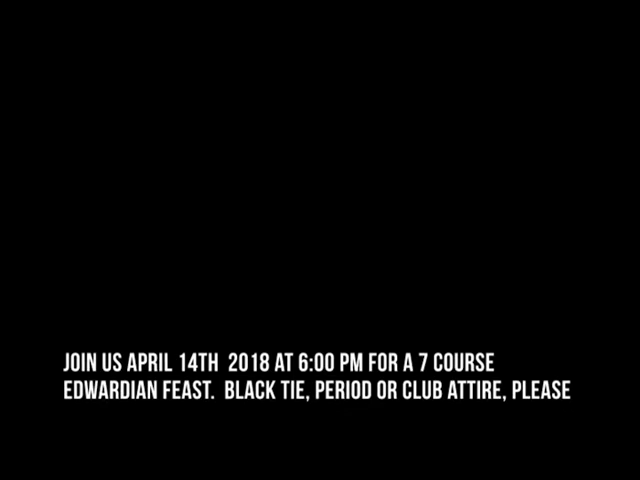 JOIN US APRIL 14TH  2018 AT 6:00 PM FOR A 7 COURSE
EDWARDIAN FEAST.  BLACK TIE, PERIOD OR CLUB ATTIRE, PLEASE